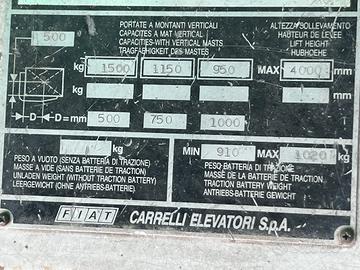 PORTATE A MONTANTI VERTICALI
CAPACITES A MAT VERTICAL
CAPACITIES WITH VERTICAL MASTS
TRAGFAEHIGKEIT DES MASTES
ALTEZZA SOLLEVAMENTO
HAUTEUR DE LEVEE
LIFT HEIGHT
HUBHOEHE
500
kg 1500 1150 950 MAX 4000 mm
kg mm
D D= mm 500 750 1000
kg
MIN 910 MAX 1020 kg
PESO A VUOTO (SENZA BATTERIA DI TRAZIONE)
MASSE A VIDE (SANS BATTERIE DE TRACTION)
UNLADEN WEIGHT (WITHOUT TRACTION BATTERY)
LEERGEWICHT (OHNE ANTRIEBS-BATTERIE)
PESO BATTERIA DI TRAZIONE
MASSE DE LA BATTERIE DE TRACTION
TRACTION BATTERY WEIGHT
ANTRIEBS-BATTERIE GEWICHT
FIAT CARRELLI ELEVATORI S.p.A.